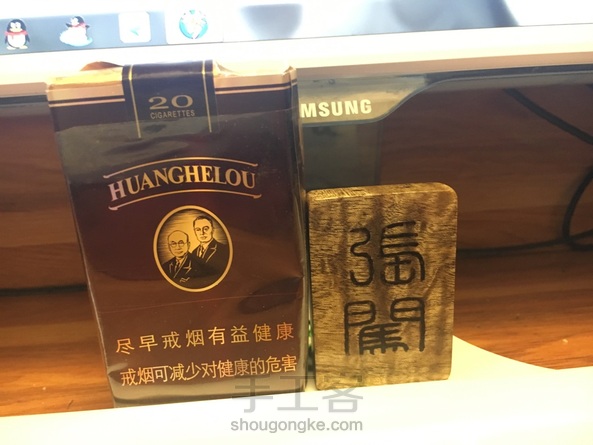 20
CIGARETTES
MSUNG
HUANGHELOU
張
闖
尽早戒烟有益健康
戒烟可减少对健康的危害
手工客
shougongke.com